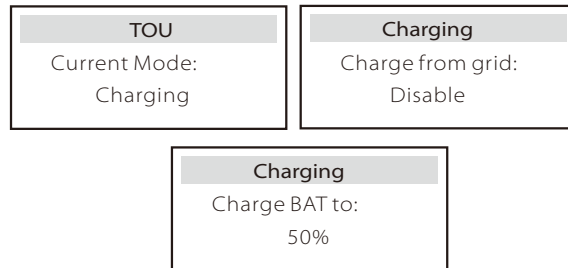 TOU
Current Mode:
Charging
Charging
Charge from grid:
Disable
Charging
Charge BAT to:
50%